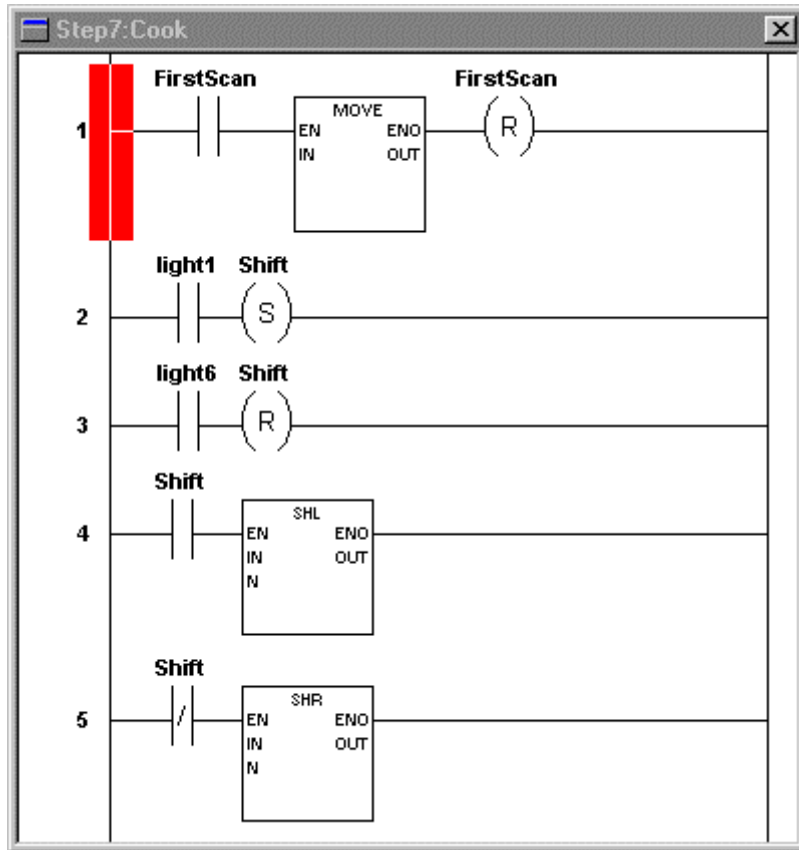 Step7:Cook
FirstScan FirstScan
1
MOVE
EN ENO
IN OUT
R
light1 Shift
2
S
light6 Shift
3
R
Shift
4
SHL
EN ENO
IN OUT
N
Shift
5
/
SHR
EN ENO
IN OUT
N